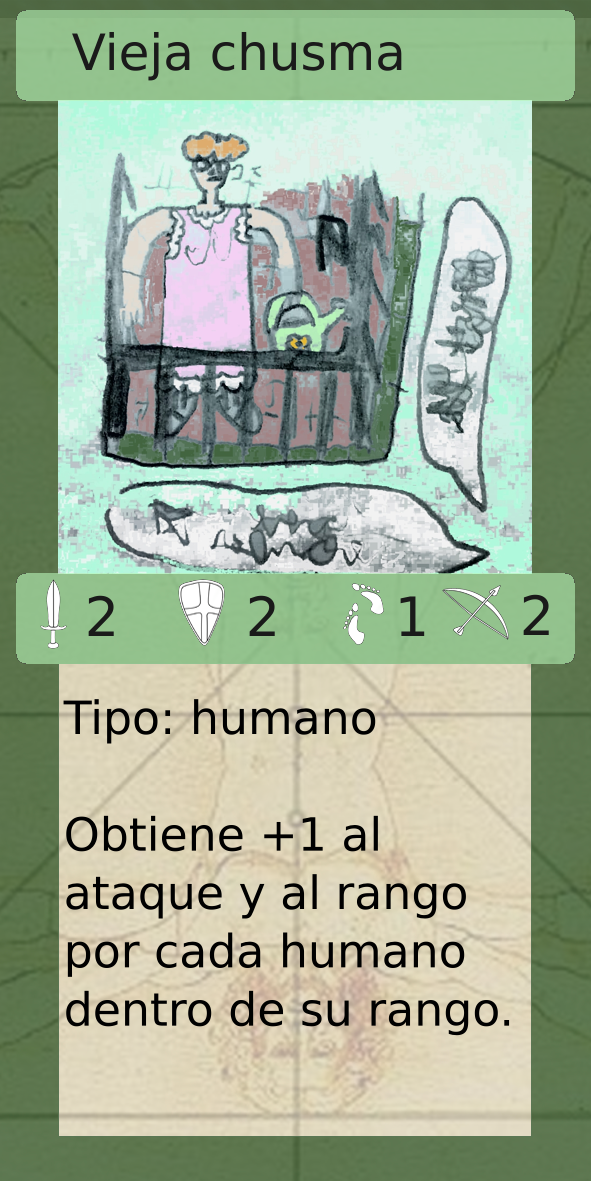 Vieja chusma
2 2 1 2
Tipo: humano
Obtiene +1 al
ataque y al rango
por cada humano
dentro de su rango.